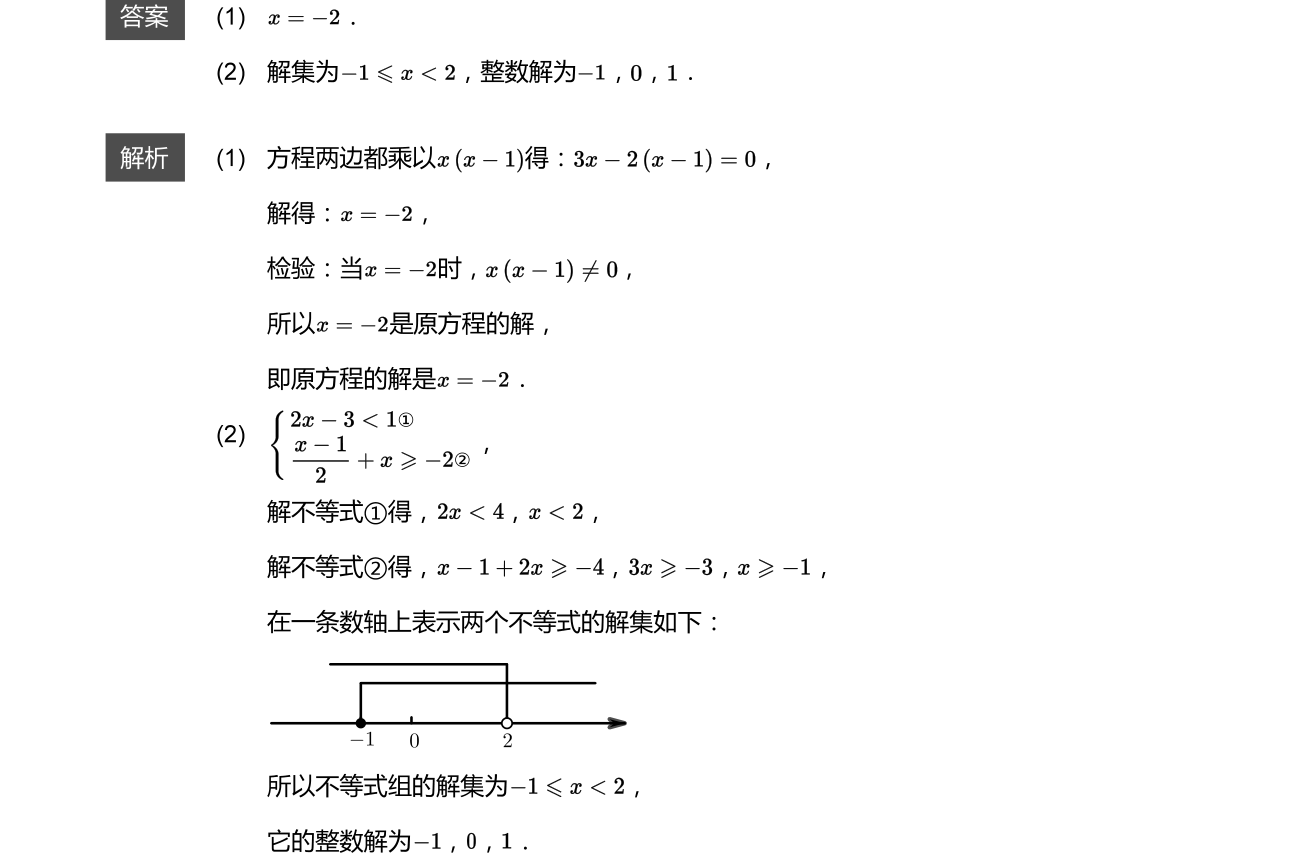 答案 (1) x = −2．
(2) 解集为−1 ⩽ x < 2，整数解为−1，0，1．
解析 (1) 方程两边都乘以x (x − 1)得：3x − 2 (x − 1) = 0，
解得：x = −2，
检验：当x = −2时，x (x − 1) ≠ 0，
所以x = −2是原方程的解，
即原方程的解是x = −2．
(2) { 2x − 3 < 1①
(x − 1)/2 + x ⩾ −2②，
解不等式①得，2x < 4，x < 2，
解不等式②得，x − 1 + 2x ⩾ −4，3x ⩾ −3，x ⩾ −1，
在一条数轴上表示两个不等式的解集如下：
−1 0 2
所以不等式组的解集为−1 ⩽ x < 2，
它的整数解为−1，0，1．